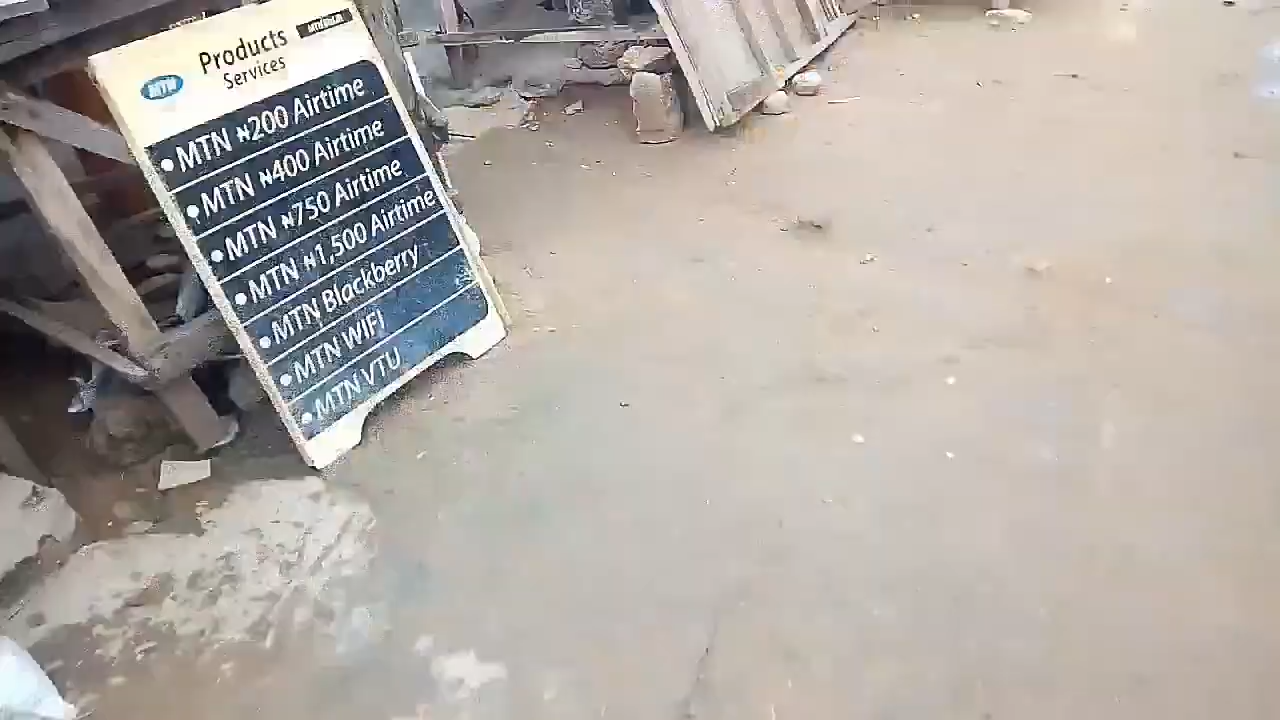 MTN
Products
Services
• MTN ₦200 Airtime
• MTN ₦400 Airtime
• MTN ₦750 Airtime
• MTN ₦1,500 Airtime
• MTN Blackberry
• MTN WIFI
• MTN VTU